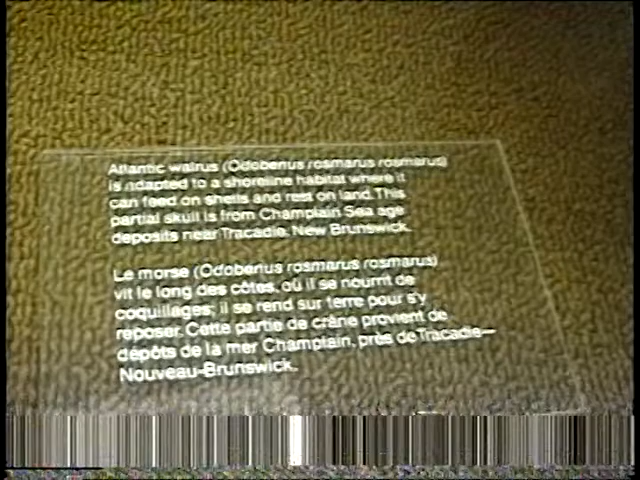 Atlantic walrus (Odobenus rosmarus rosmarus)
is adapted to a shoreline habitat where it
can feed on shells and rest on land. This
partial skull is from Champlain Sea age
deposits near Tracadie, New Brunswick.
Le morse (Odobenus rosmarus rosmarus)
vit le long des côtes, où il se nourrit de
coquillages; il se rend sur terre pour s'y
reposer. Cette partie de crâne provient de
dépôts de la mer Champlain, près de Tracadie—
Nouveau-Brunswick.